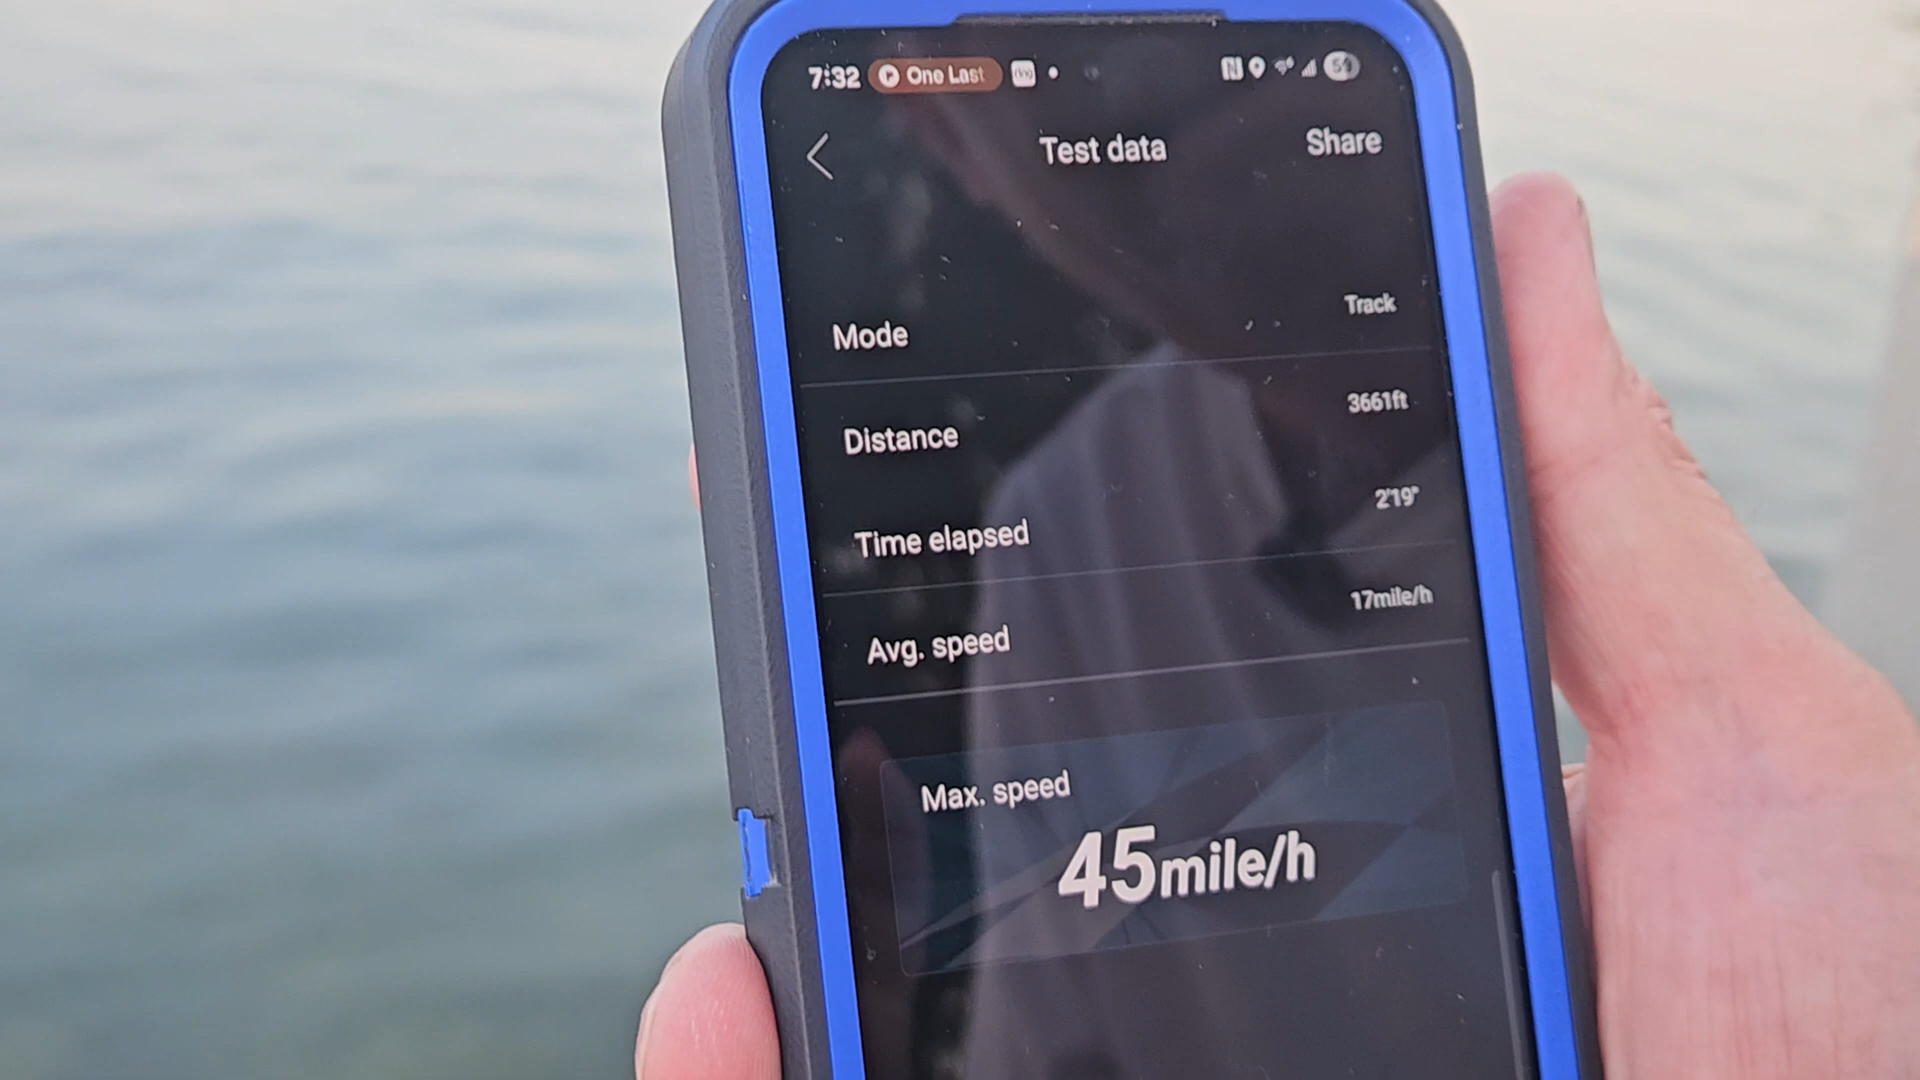 7:32 One Last 59
Test data Share
Mode Track
Distance 3661ft
Time elapsed 2'19"
Avg. speed 17mile/h
Max. speed
45mile/h